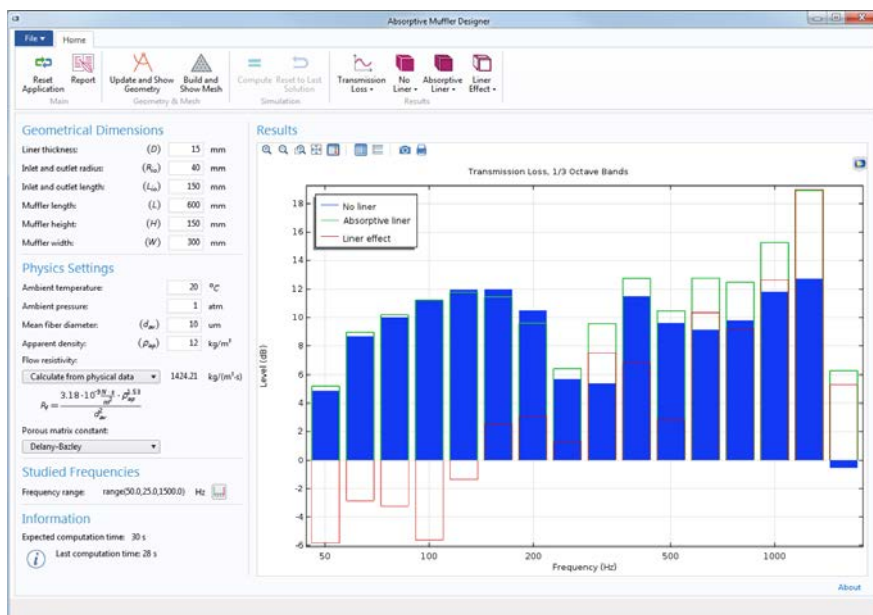 Absorptive Muffler Designer
File Home
Reset Application
Report
Update and Show Geometry
Build and Show Mesh
Compute
Reset to Last Solution
Transmission Loss
No Liner
Absorptive Liner
Liner Effect
Main
Geometry & Mesh
Simulation
Results
Geometrical Dimensions
Liner thickness: (D) 15 mm
Inlet and outlet radius: (Rin) 40 mm
Inlet and outlet length: (Lin) 150 mm
Muffler length: (L) 600 mm
Muffler height: (H) 150 mm
Muffler width: (W) 300 mm
Physics Settings
Ambient temperature: 20 °C
Ambient pressure: 1 atm
Mean fiber diameter: (dav) 10 um
Apparent density: (ρap) 12 kg/m³
Flow resistivity:
Calculate from physical data 1424.21 kg/(m³·s)
Porous matrix constant:
Delany-Bazley
Studied Frequencies
Frequency range: range(50.0,25.0,1500.0) Hz
Information
Expected computation time: 30 s
Last computation time: 28 s
Results
Transmission Loss, 1/3 Octave Bands
No liner
Absorptive liner
Liner effect
Level (dB)
18
16
14
12
10
8
6
4
2
0
-2
-4
-6
50 100 200 500 1000
Frequency (Hz)
About